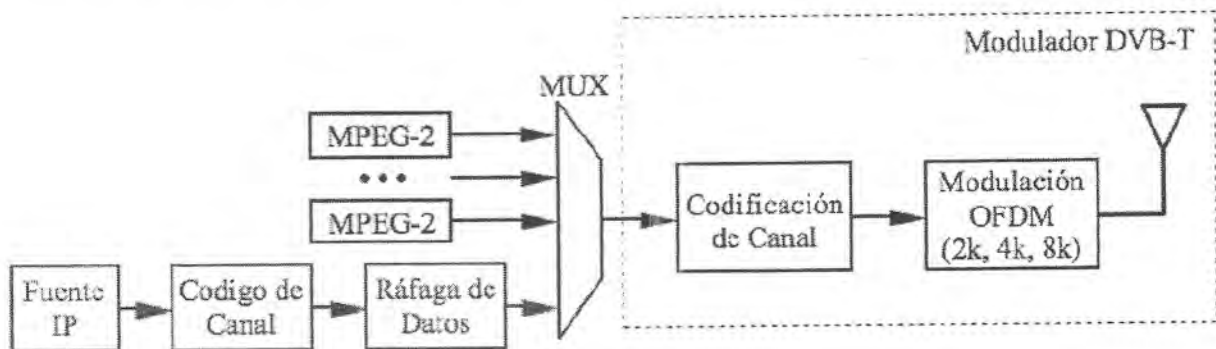 Modulador DVB-T
MUX
MPEG-2
MPEG-2
Codificación
de Canal
Modulación
OFDM
(2k, 4k, 8k)
Fuente
IP
Codigo de
Canal
Ráfaga de
Datos